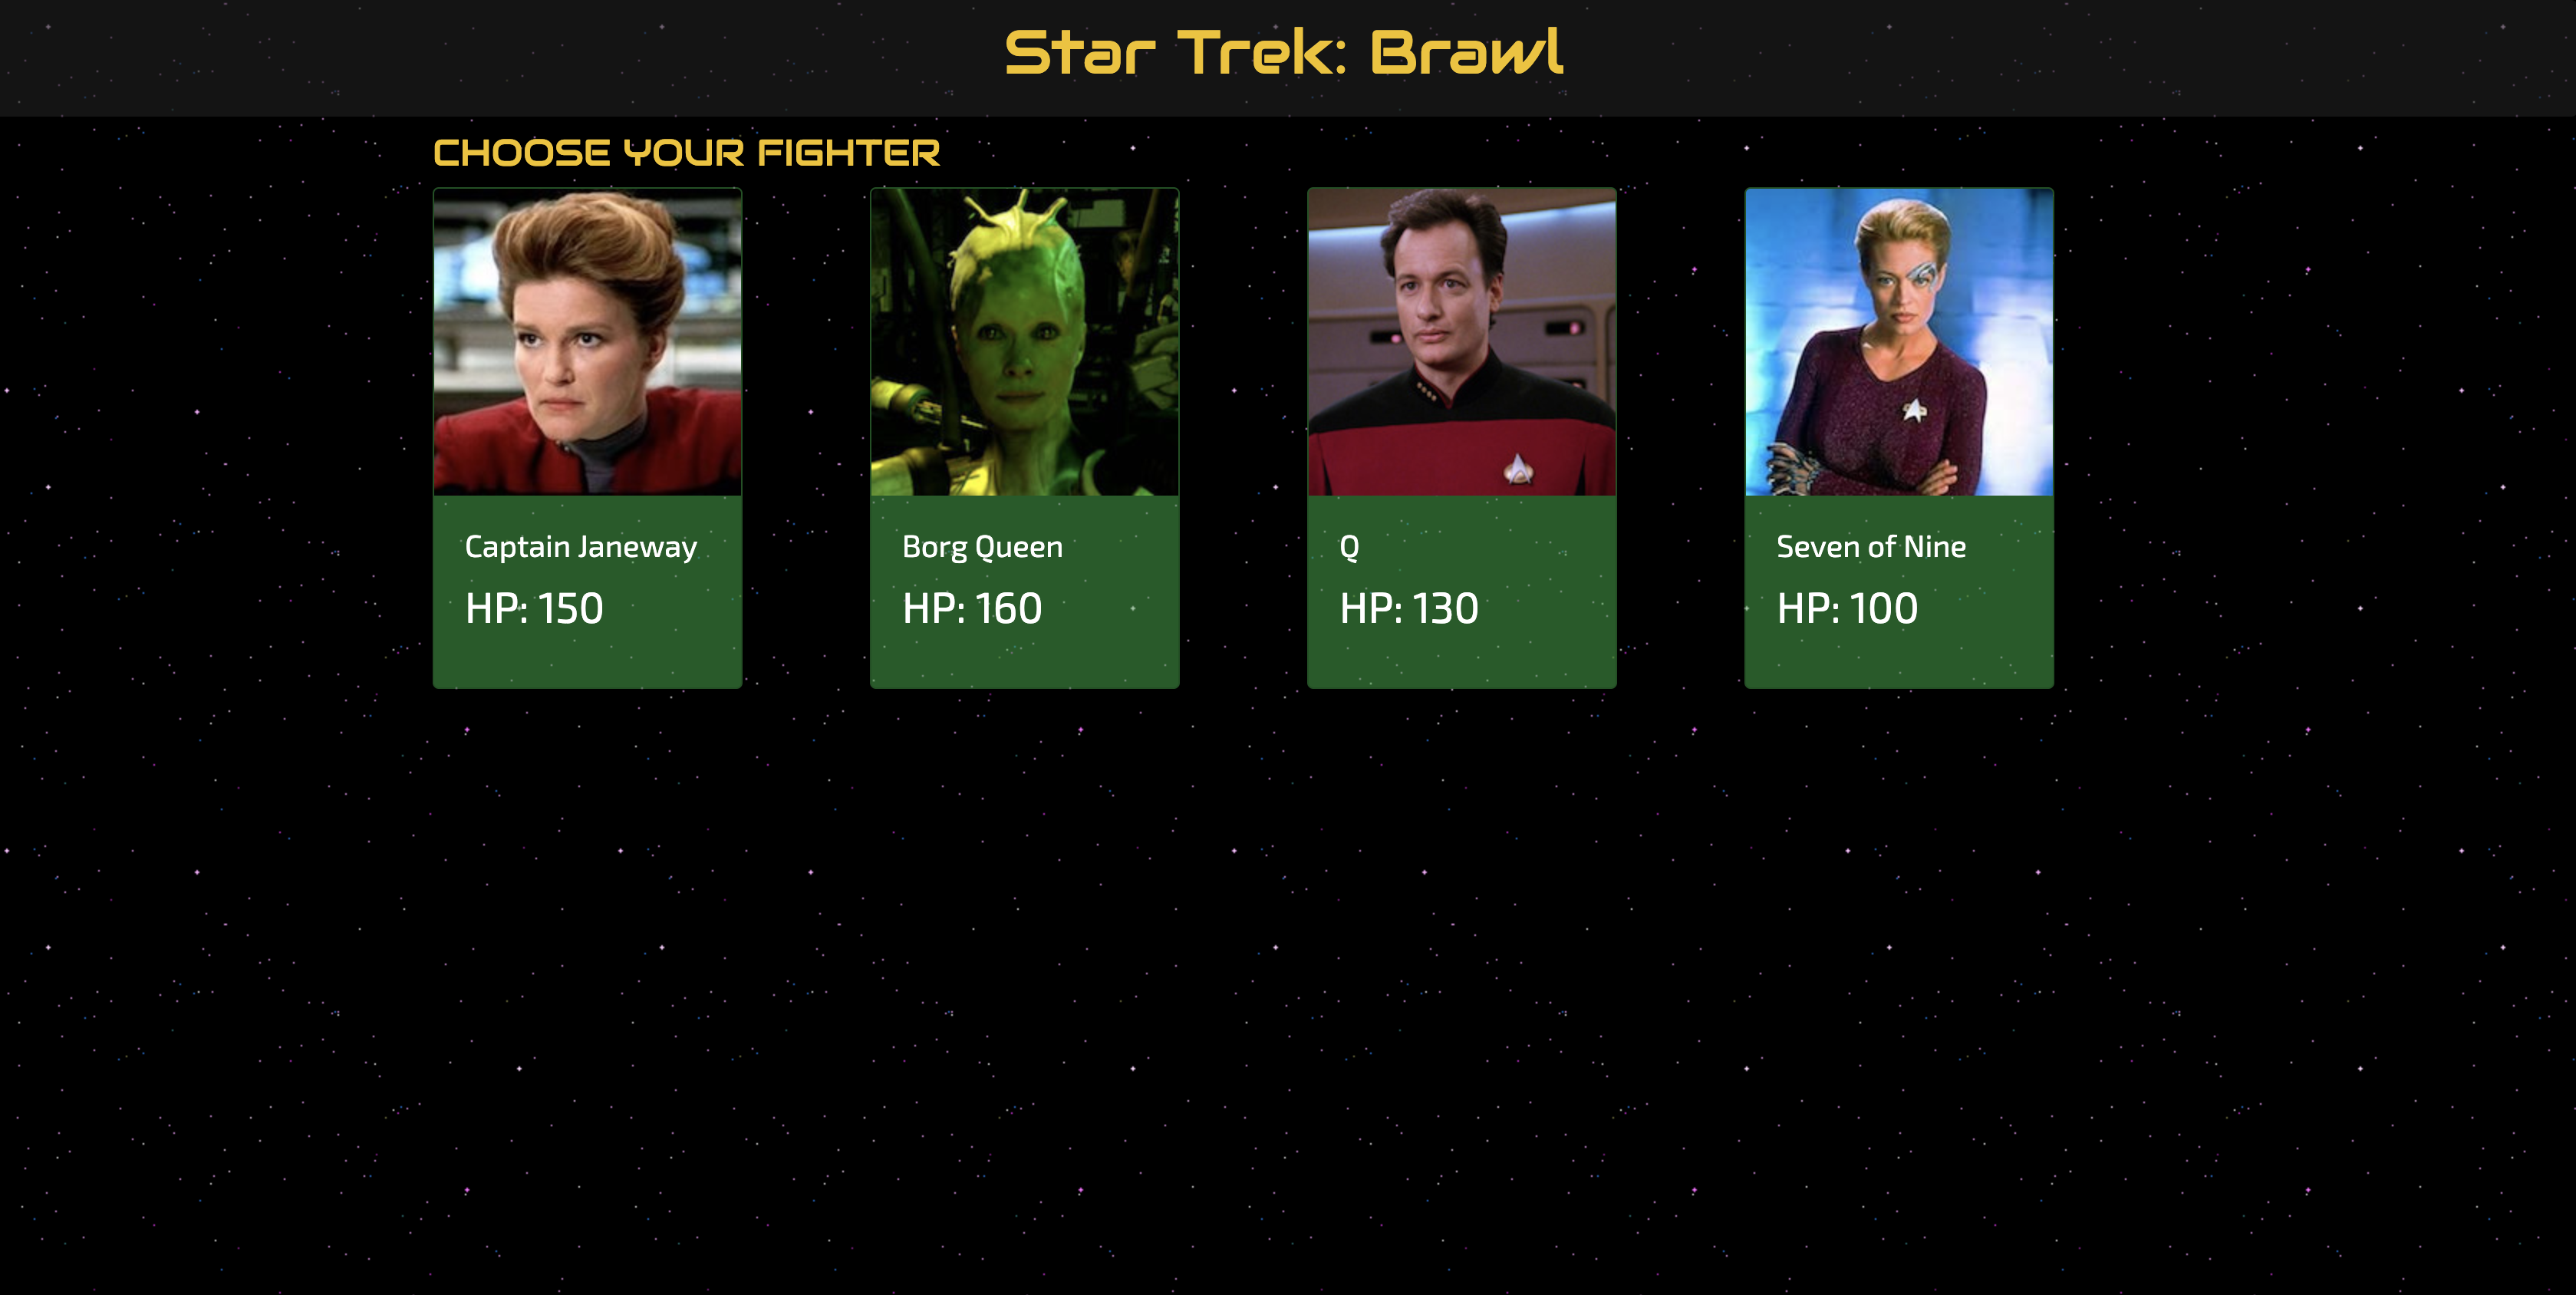 Star Trek: Brawl
CHOOSE YOUR FIGHTER
Captain Janeway
HP: 150
Borg Queen
HP: 160
Q
HP: 130
Seven of Nine
HP: 100